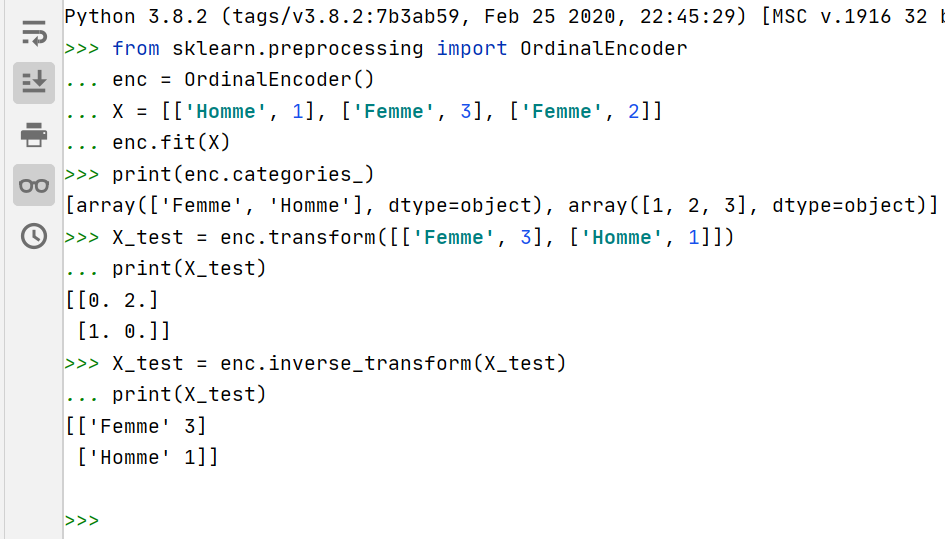 Python 3.8.2 (tags/v3.8.2:7b3ab59, Feb 25 2020, 22:45:29) [MSC v.1916 32
>>> from sklearn.preprocessing import OrdinalEncoder
... enc = OrdinalEncoder()
... X = [['Homme', 1], ['Femme', 3], ['Femme', 2]]
... enc.fit(X)
>>> print(enc.categories_)
[array(['Femme', 'Homme'], dtype=object), array([1, 2, 3], dtype=object)]
>>> X_test = enc.transform([['Femme', 3], ['Homme', 1]])
... print(X_test)
[[0. 2.]
 [1. 0.]]
>>> X_test = enc.inverse_transform(X_test)
... print(X_test)
[['Femme' 3]
 ['Homme' 1]]
>>>